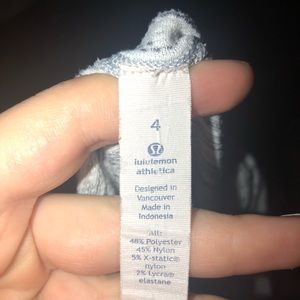 4
lululemon
athletica
Designed in
Vancouver
Made in
Indonesia
all:
48% Polyester
45% Nylon
5% X-static®
nylon
2% Lycra®
elastane